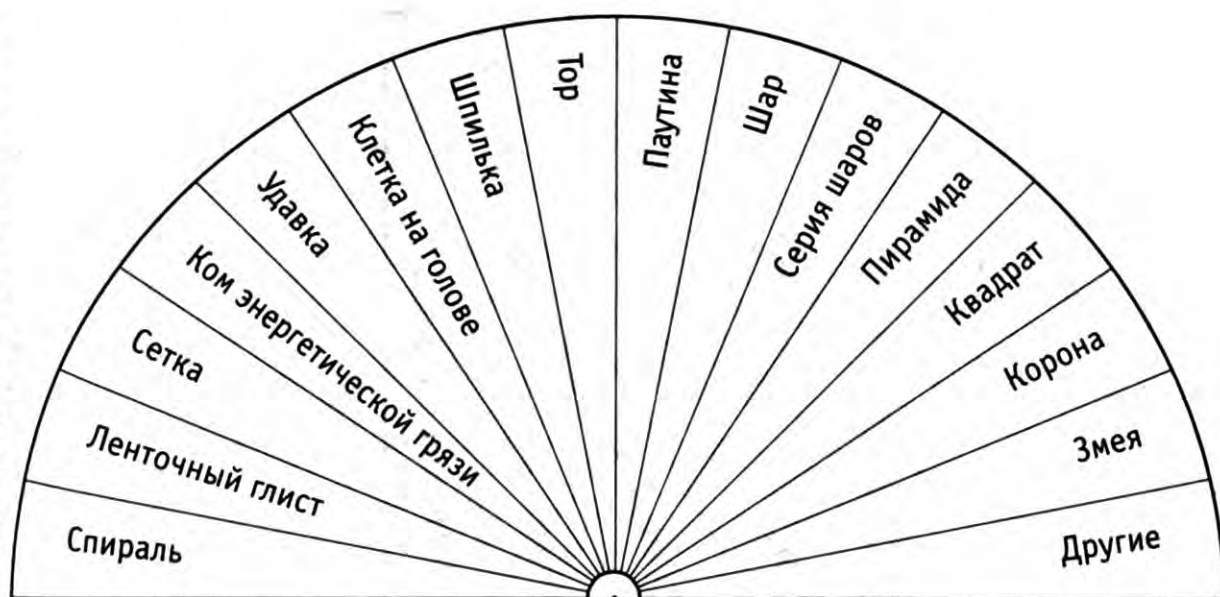 Спираль
Ленточный глист
Сетка
Ком энергетической грязи
Удавка
Клетка на голове
Шпилька
Тор
Паутина
Шар
Серия шаров
Пирамида
Квадрат
Корона
Змея
Другие